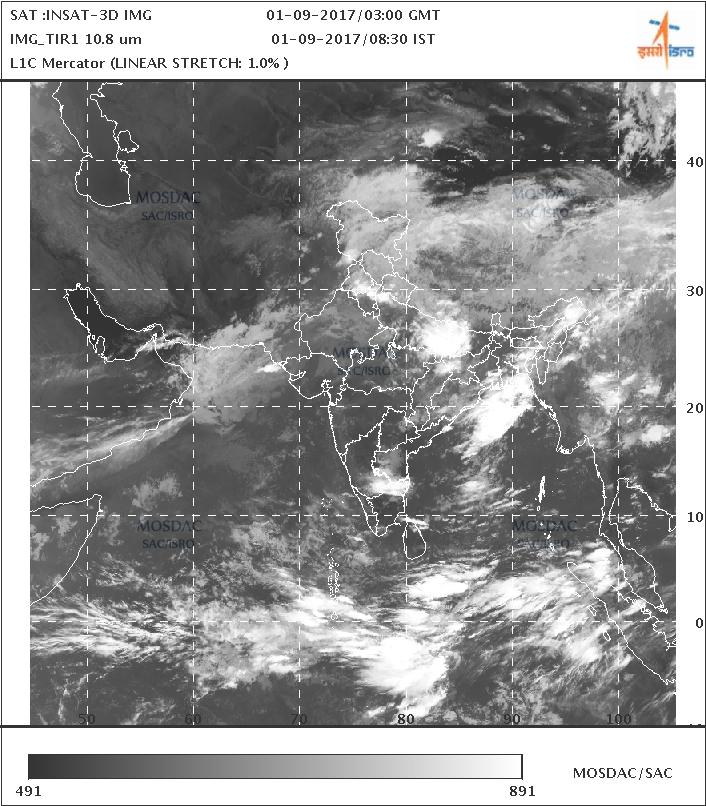 SAT :INSAT-3D IMG 01-09-2017/03:00 GMT
IMG_TIR1 10.8 um 01-09-2017/08:30 IST
L1C Mercator (LINEAR STRETCH: 1.0% )
इसरो isro
40
MOSDAC MOSDAC
SAC/ISRO SAC/ISRO
30
MOSDAC
SAC/ISRO
20
10
MOSDAC MOSDAC
SAC/ISRO SAC/ISRO
0
50 60 70 80 90 100
MOSDAC/SAC
491 891